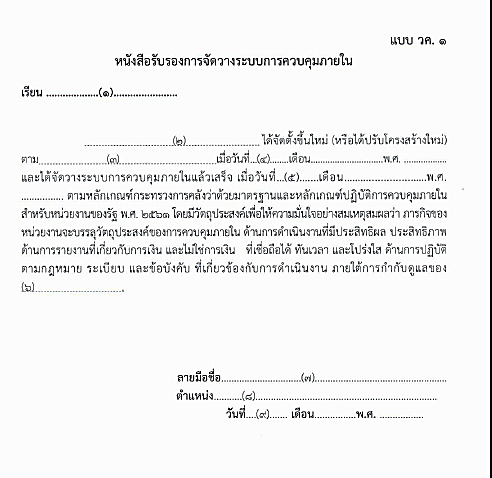 แบบ วค. ๑
หนังสือรับรองการจัดวางระบบการควบคุมภายใน
เรียน ...................(๑).......................
................................(๒)........................... ได้จัดตั้งขึ้นใหม่ (หรือได้ปรับโครงสร้างใหม่)
ตาม.........................(๓)...................................เมื่อวันที่...(๔).......เดือน...........................พ.ศ. ................
และได้จัดวางระบบการควบคุมภายในแล้วเสร็จ เมื่อวันที่...(๕).......เดือน..............................พ.ศ.
................ ตามหลักเกณฑ์กระทรวงการคลังว่าด้วยมาตรฐานและหลักเกณฑ์ปฏิบัติการควบคุมภายใน
สำหรับหน่วยงานของรัฐ พ.ศ. ๒๕๖๑ โดยมีวัตถุประสงค์เพื่อให้ความมั่นใจอย่างสมเหตุสมผลว่า ภารกิจของ
หน่วยงานจะบรรลุวัตถุประสงค์ของการควบคุมภายใน ด้านการดำเนินงานที่มีประสิทธิผล ประสิทธิภาพ
ด้านการรายงานที่เกี่ยวกับการเงิน และไม่ใช่การเงิน ที่เชื่อถือได้ ทันเวลา และโปร่งใส ด้านการปฏิบัติ
ตามกฎหมาย ระเบียบ และข้อบังคับ ที่เกี่ยวข้องกับการดำเนินงาน ภายใต้การกำกับดูแลของ
(๖)................................
ลายมือชื่อ.............................(๗)................................................
ตำแหน่ง..........(๘)..................................................................
วันที่....(๙)....... เดือน...............พ.ศ. ................